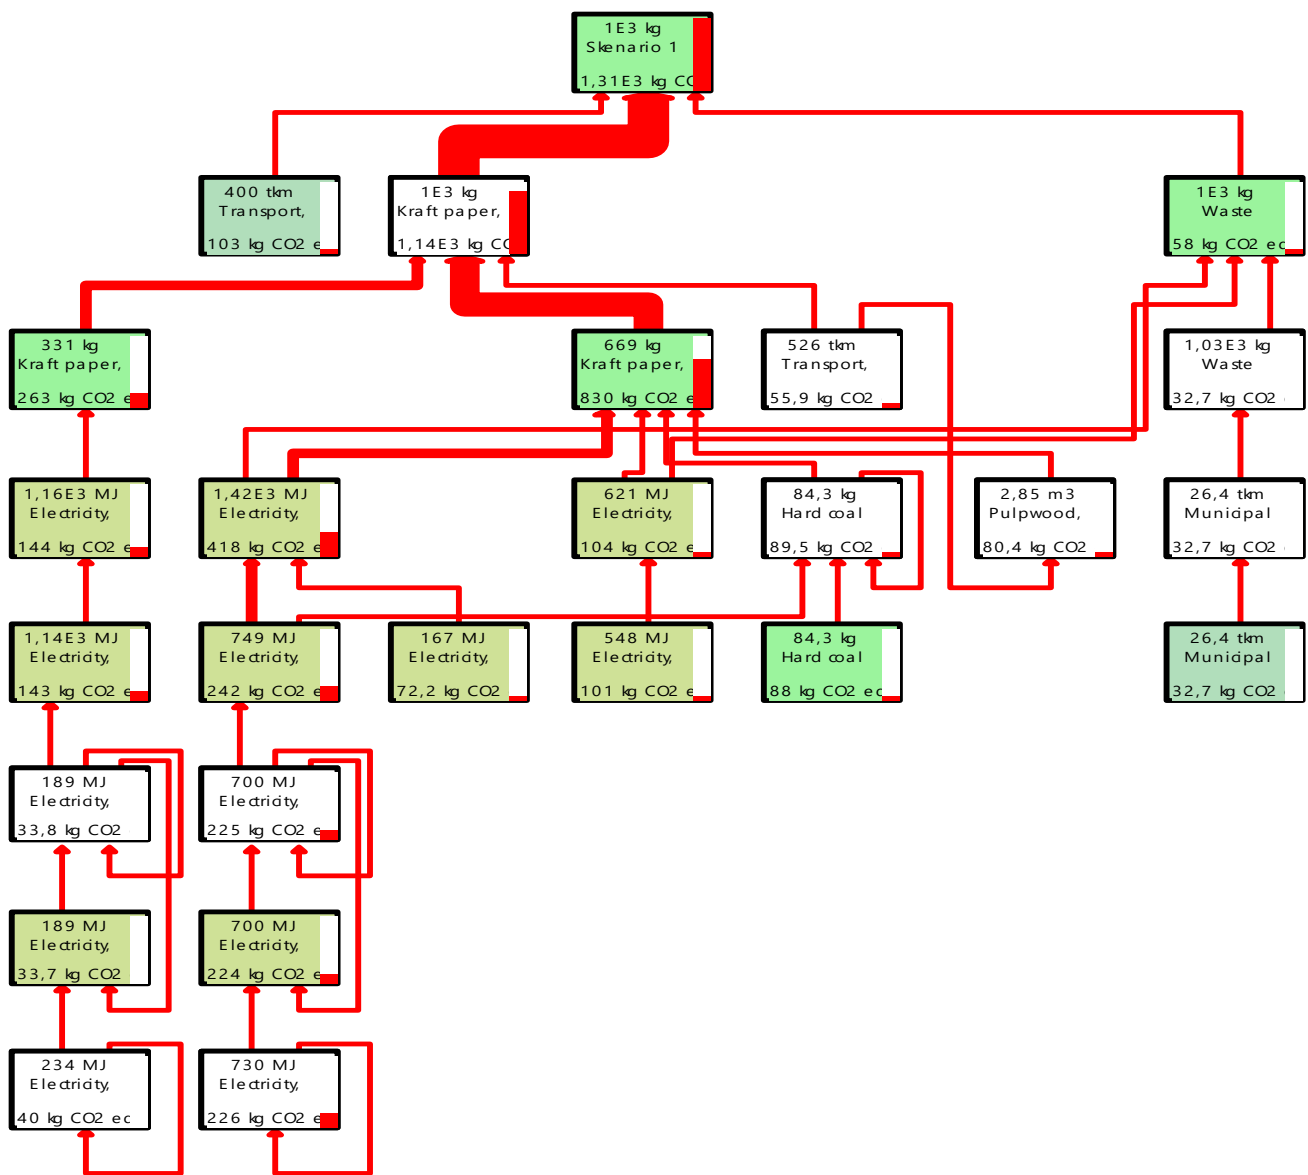 1E3 kg
Skenario 1
1,31E3 kg CO
400 tkm
Transport,
103 kg CO2 e
1E3 kg
Kraft paper,
1,14E3 kg CO
1E3 kg
Waste
58 kg CO2 ec
331 kg
Kraft paper,
263 kg CO2 e
669 kg
Kraft paper,
830 kg CO2 e
526 tkm
Transport,
55,9 kg CO2
1,03E3 kg
Waste
32,7 kg CO2
1,16E3 MJ
Electricity,
144 kg CO2 e
1,42E3 MJ
Electricity,
418 kg CO2 e
621 MJ
Electricity,
104 kg CO2 e
84,3 kg
Hard coal
89,5 kg CO2
2,85 m3
Pulpwood,
80,4 kg CO2
26,4 tkm
Municipal
32,7 kg CO2
1,14E3 MJ
Electricity,
143 kg CO2 e
749 MJ
Electricity,
242 kg CO2 e
167 MJ
Electricity,
72,2 kg CO2
548 MJ
Electricity,
101 kg CO2 e
84,3 kg
Hard coal
88 kg CO2 ec
26,4 tkm
Municipal
32,7 kg CO2
189 MJ
Electricity,
33,8 kg CO2
700 MJ
Electricity,
225 kg CO2 e
189 MJ
Electricity,
33,7 kg CO2
700 MJ
Electricity,
224 kg CO2 e
234 MJ
Electricity,
40 kg CO2 ec
730 MJ
Electricity,
226 kg CO2 e